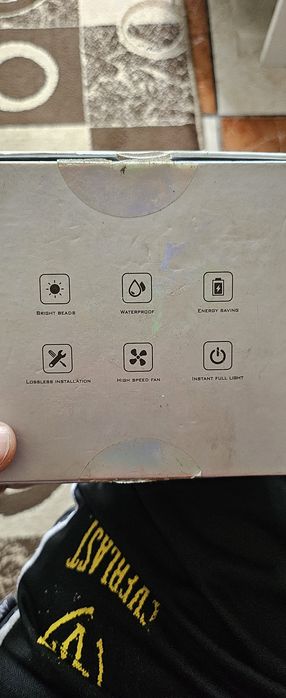 BRIGHT BEADS
WATERPROOF
ENERGY SAVING
LOSSLESS INSTALLATION
HIGH SPEED FAN
INSTANT FULL LIGHT
EVERLAST